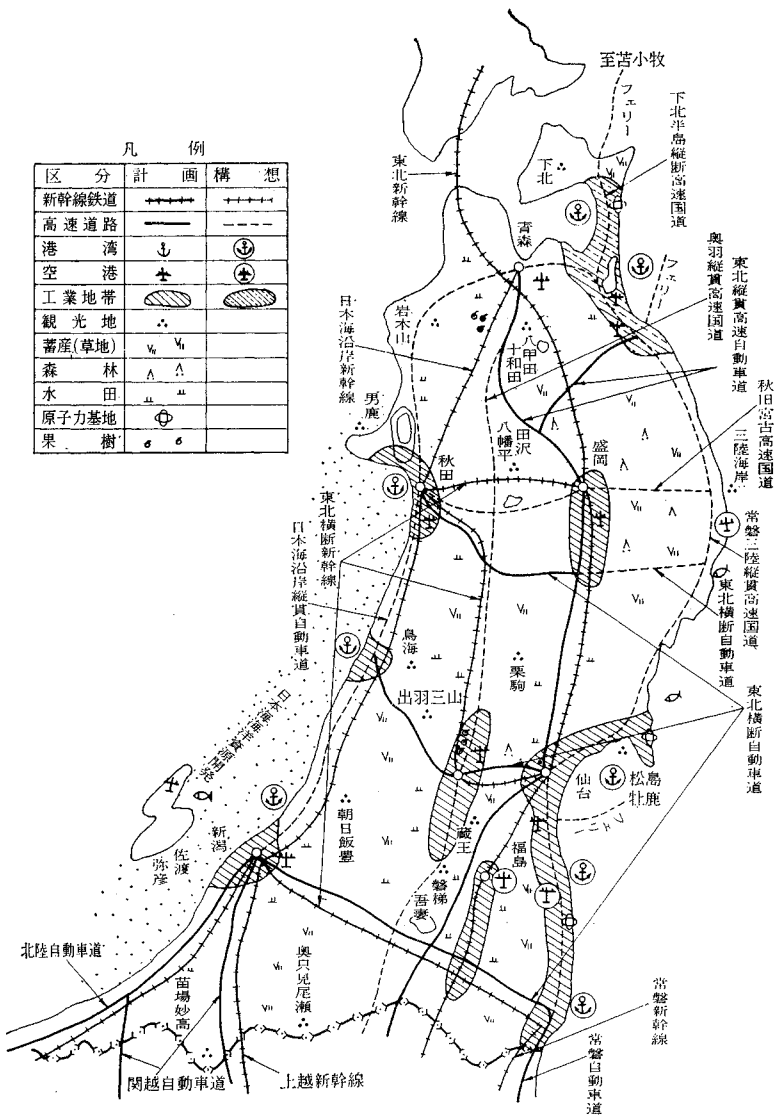 凡例
区分 計画 構想
新幹線鉄道
高速道路
港湾
空港
工業地帯
観光地
蓄産(草地)
森林
水田
原子力基地
果樹
至苫小牧
フェリー
下北半島縦断高速国道
下北
東北新幹線
青森
奥羽縦貫高速国道
東北縦貫高速自動車道
フェリー
日本海沿岸新幹線
岩木山
八甲田
十和田
男鹿
田沢
八幡平
秋田
盛岡
秋田宮古高速国道
三陸海岸
常磐三陸縦貫高速国道
東北横断自動車道
東北横断新幹線
日本海沿岸縦貫自動車道
鳥海
栗駒
出羽三山
東北横断自動車道
日本海海洋資源開発
仙台
松島
牡鹿
フェリー
新潟
佐渡
弥彦
朝日飯豊
蔵王
福島
磐梯
吾妻
北陸自動車道
苗場妙高
奥只見尾瀬
常磐新幹線
関越自動車道
上越新幹線
常磐自動車道